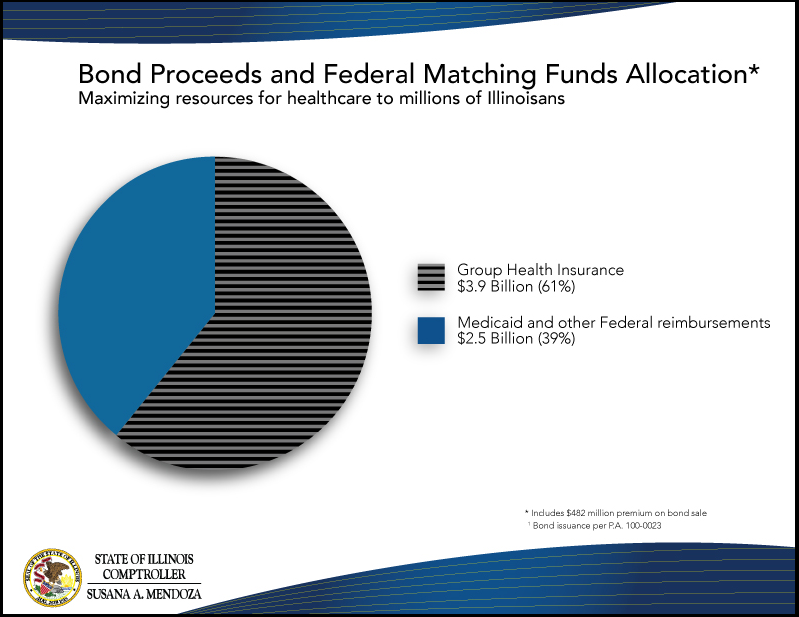 Bond Proceeds and Federal Matching Funds Allocation*
Maximizing resources for healthcare to millions of Illinoisans
Group Health Insurance
$3.9 Billion (61%)
Medicaid and other Federal reimbursements
$2.5 Billion (39%)
* Includes $482 million premium on bond sale
† Bond issuance per P.A. 100-0023
SEAL OF THE STATE OF ILLINOIS
AUG. 26TH 1818
STATE OF ILLINOIS
COMPTROLLER
SUSANA A. MENDOZA